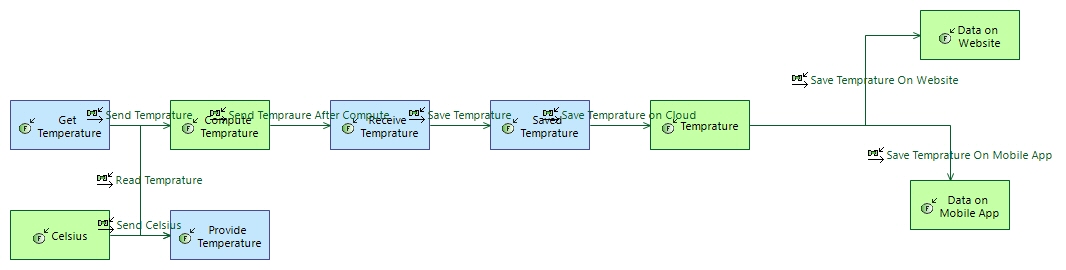 Data on
Website
Save Temprature On Website
Get
Temperature
Send Temprature
Compute
Temprature
Send Tempraure After Compute
Receive
Temprature
Save Temprature
Saved
Temprature
Save Temprature on Cloud
Temprature
Save Temprature On Mobile App
Read Temprature
Data on
Mobile App
Celsius
Send Celsius
Provide
Temperature